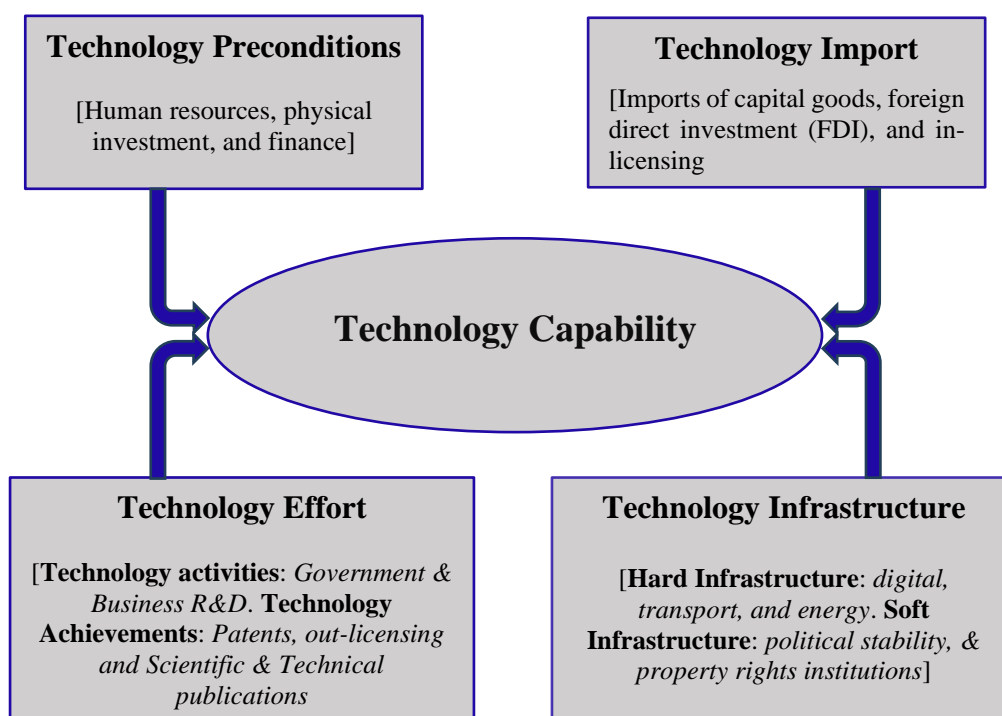 Technology Preconditions
[Human resources, physical
investment, and finance]
Technology Import
[Imports of capital goods, foreign
direct investment (FDI), and in-
licensing
Technology Capability
Technology Effort
[Technology activities: Government &
Business R&D. Technology
Achievements: Patents, out-licensing
and Scientific & Technical
publications
Technology Infrastructure
[Hard Infrastructure: digital,
transport, and energy. Soft
Infrastructure: political stability, &
property rights institutions]